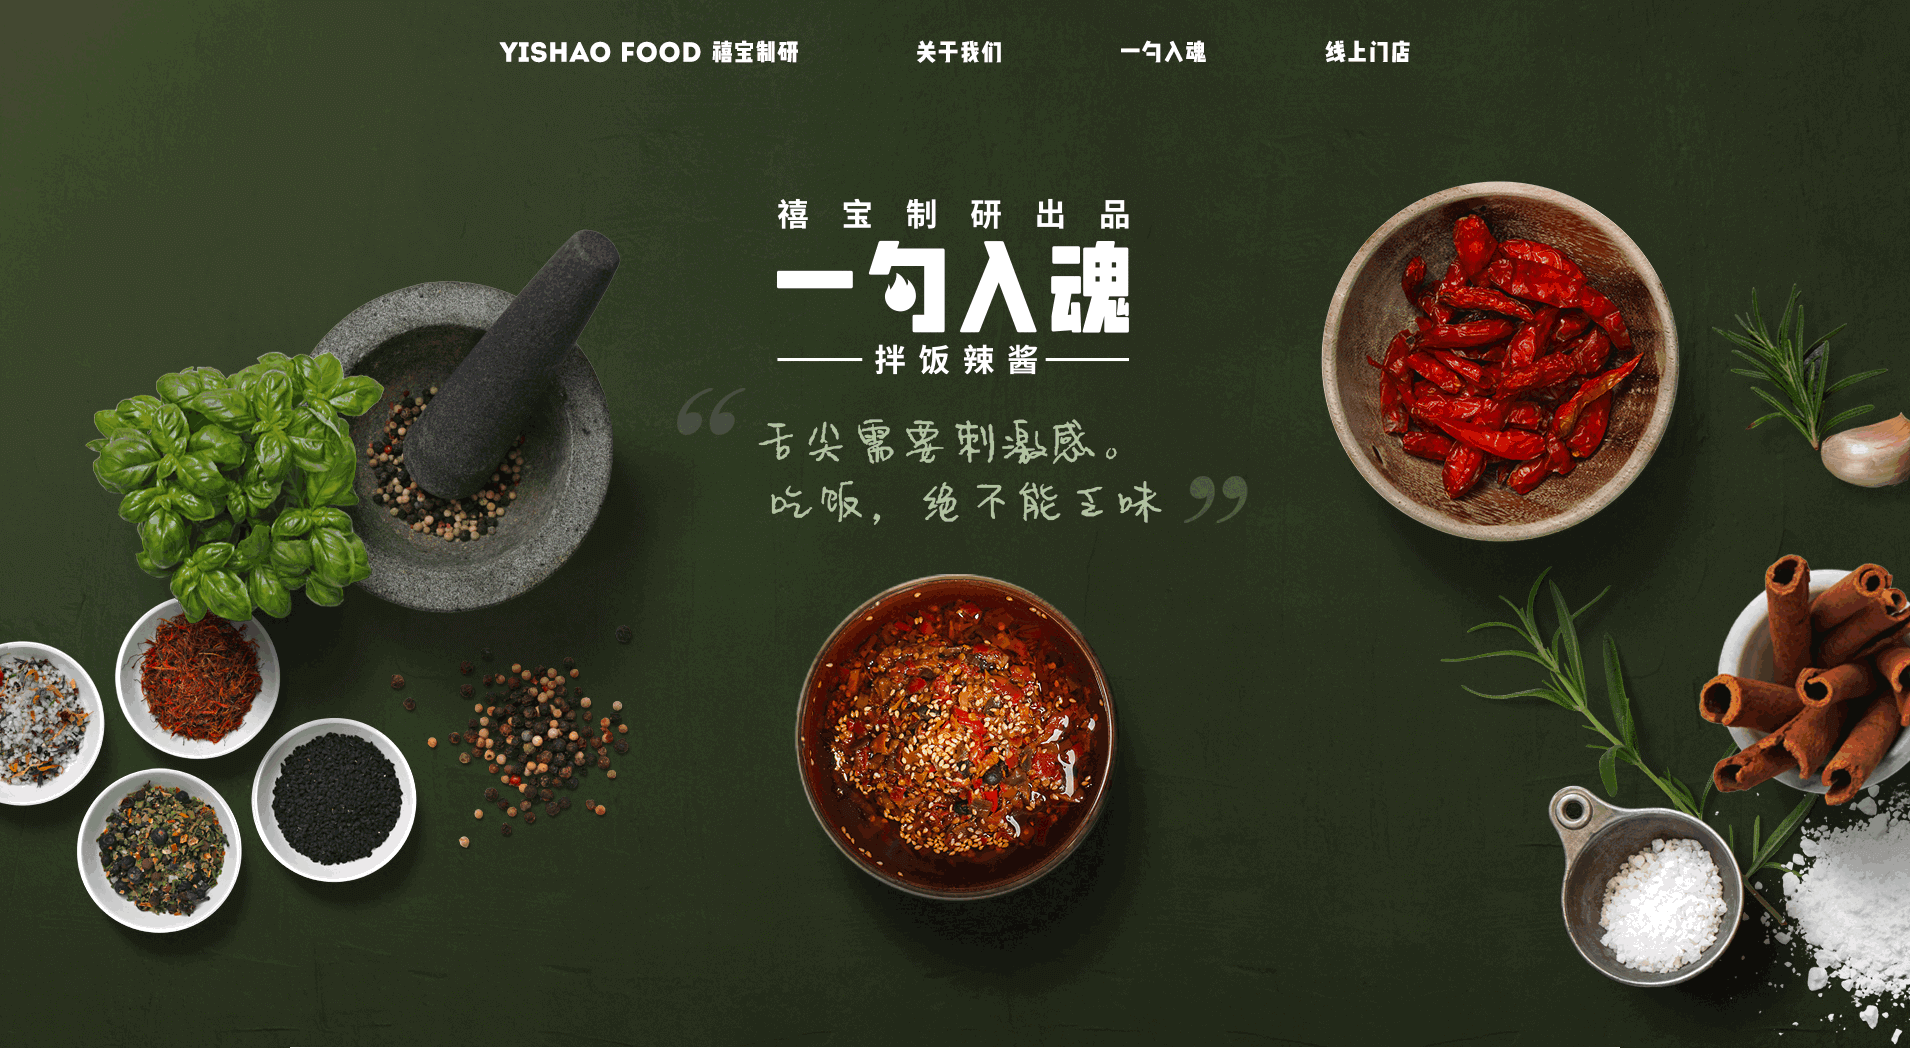 YISHAO FOOD 禧宝制研
关于我们
一勺入魂
线上门店
禧宝制研出品
一勺入魂
拌饭辣酱
“舌尖需要刺激感。
吃饭，绝不能乏味”